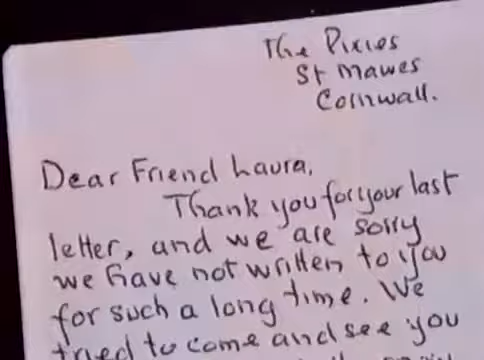 The Pixies
St Mawes
Cornwall.
Dear Friend Laura,
Thank you for your last
letter, and we are sorry
we have not written to you
for such a long time. We
tried to come and see you